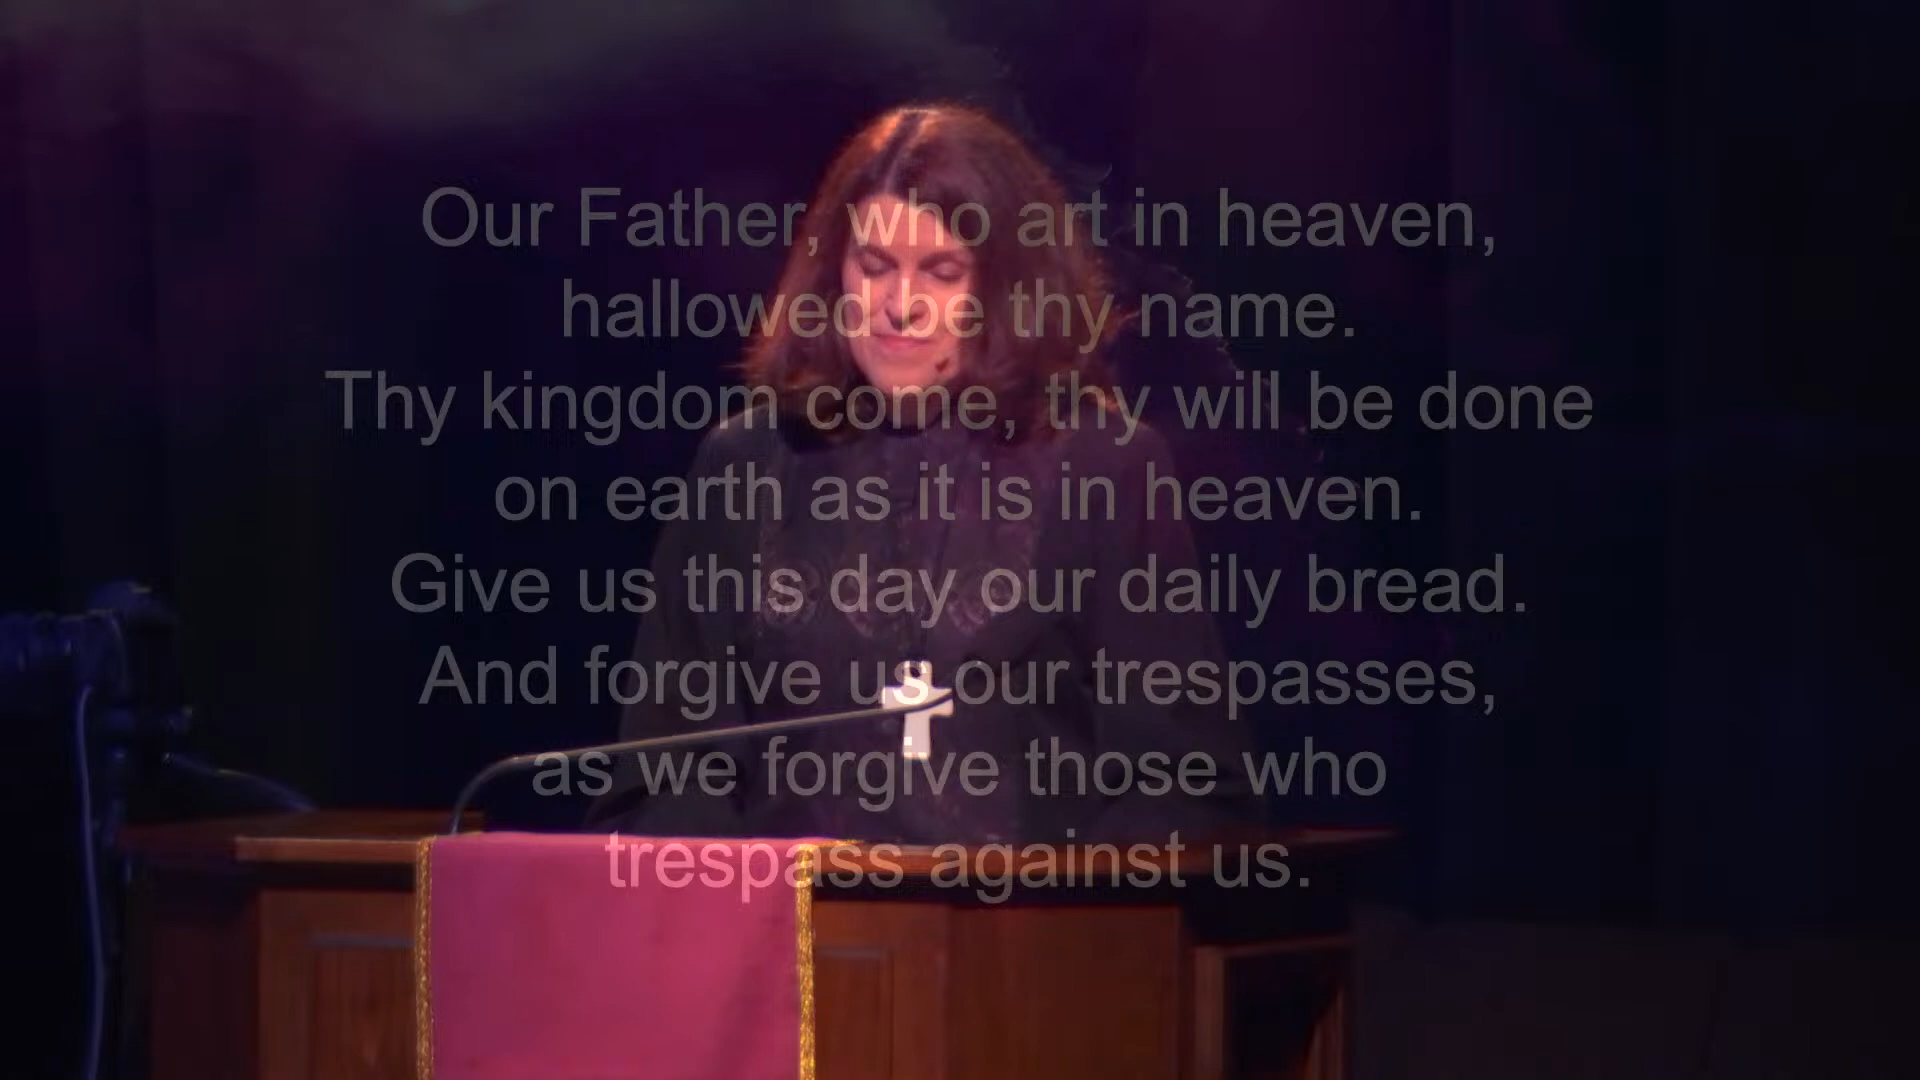 Our Father, who art in heaven,
hallowed be thy name.
Thy kingdom come, thy will be done
on earth as it is in heaven.
Give us this day our daily bread.
And forgive us our trespasses,
as we forgive those who
trespass against us.